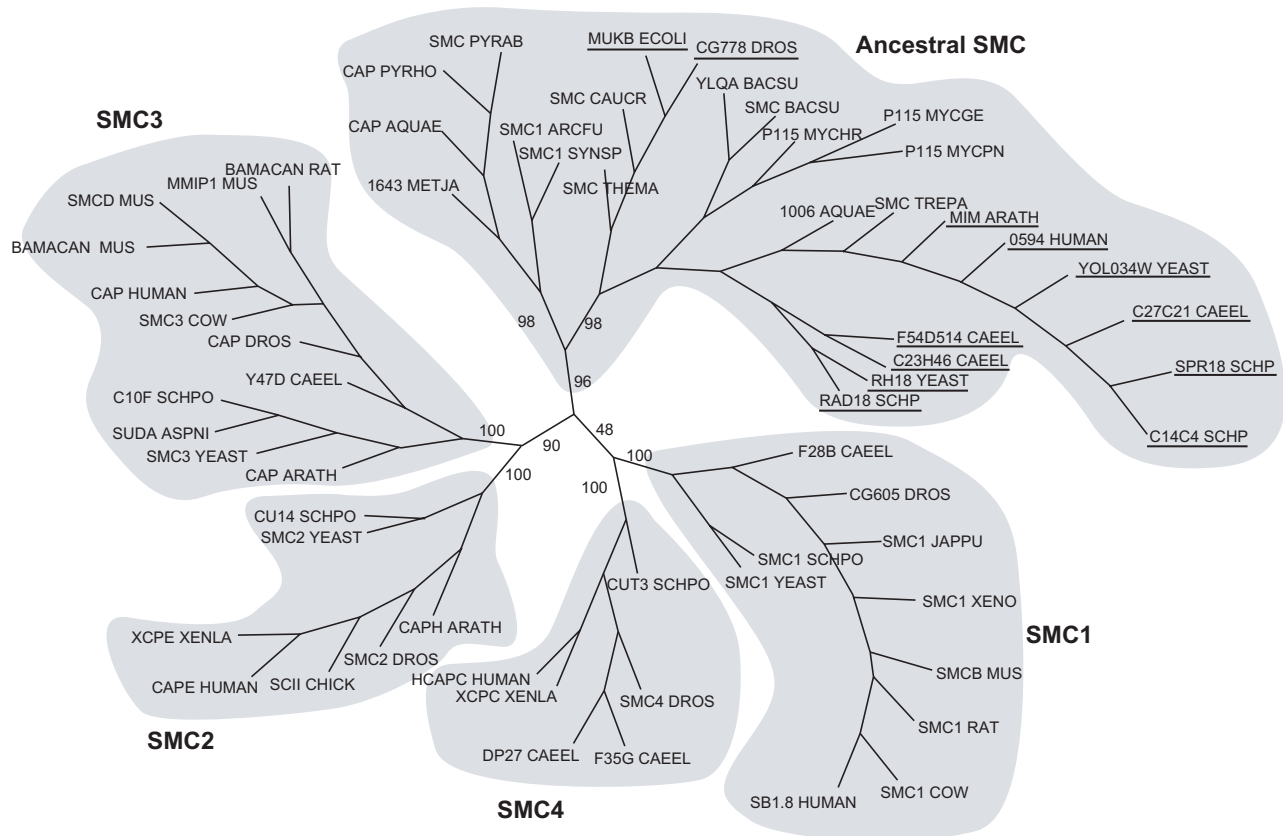 Ancestral SMC
SMC PYRAB
MUKB ECOLI
CG778 DROS
CAP PYRHO
YLQA BACSU
SMC CAUCR
SMC BACSU
P115 MYCGE
CAP AQUAE
SMC1 ARCFU
P115 MYCHR
SMC1 SYNSP
P115 MYCPN
1643 METJA
SMC THEMA
1006 AQUAE
SMC TREPA
MIM ARATH
0594 HUMAN
YOL034W YEAST
C27C21 CAEEL
F54D514 CAEEL
C23H46 CAEEL
SPR18 SCHP
RH18 YEAST
RAD18 SCHP
C14C4 SCHP
98
98
96
SMC3
BAMACAN RAT
MMIP1 MUS
SMCD MUS
BAMACAN MUS
CAP HUMAN
SMC3 COW
CAP DROS
Y47D CAEEL
C10F SCHPO
SUDA ASPNI
SMC3 YEAST
CAP ARATH
100
90
48
100
100
100
CU14 SCHPO
SMC2 YEAST
CAPH ARATH
XCPE XENLA
SMC2 DROS
CAPE HUMAN
SCII CHICK
SMC2
CUT3 SCHPO
HCAPC HUMAN
XCPC XENLA
SMC4 DROS
DP27 CAEEL
F35G CAEEL
SMC4
F28B CAEEL
CG605 DROS
SMC1 JAPPU
SMC1 SCHPO
SMC1 YEAST
SMC1 XENO
SMC1
SMCB MUS
SMC1 RAT
SMC1 COW
SB1.8 HUMAN